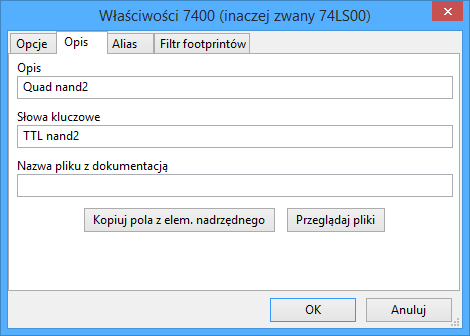 Właściwości 7400 (inaczej zwany 74LS00)
Opcje Opis Alias Filtr footprintów
Opis
Quad nand2
Słowa kluczowe
TTL nand2
Nazwa pliku z dokumentacją
Kopiuj pola z elem. nadrzędnego Przeglądaj pliki
OK Anuluj